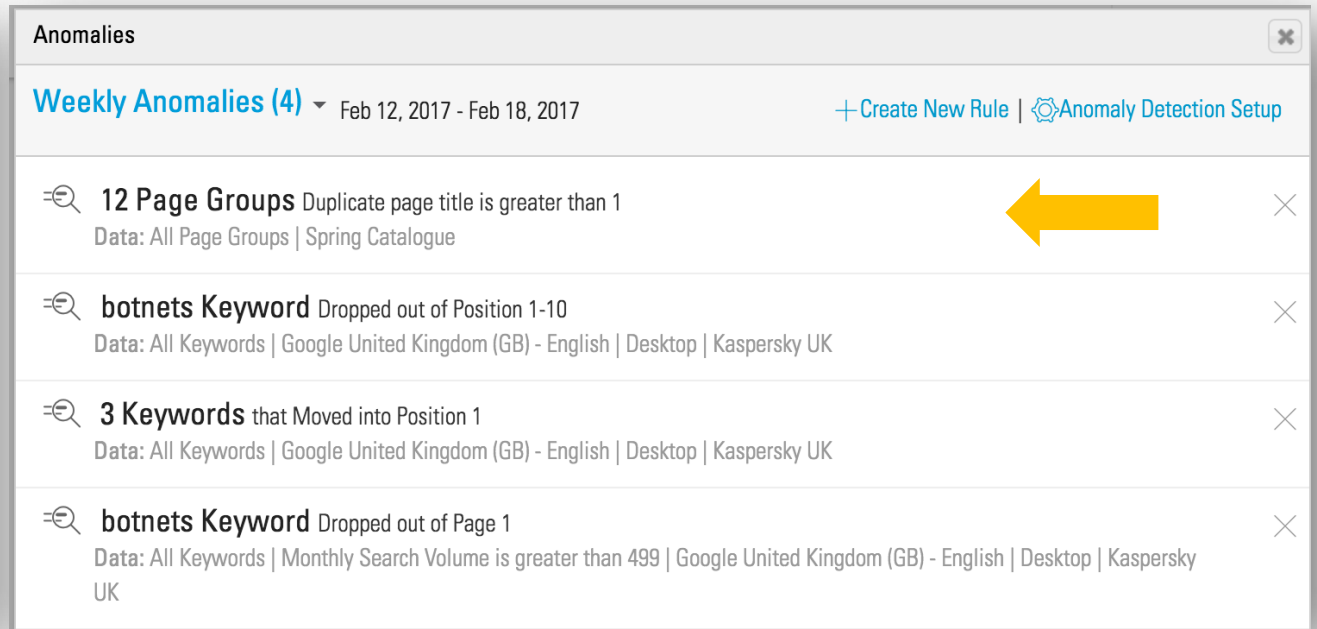 Anomalies
Weekly Anomalies (4) Feb 12, 2017 - Feb 18, 2017
+Create New Rule | Anomaly Detection Setup
12 Page Groups Duplicate page title is greater than 1
Data: All Page Groups | Spring Catalogue
botnets Keyword Dropped out of Position 1-10
Data: All Keywords | Google United Kingdom (GB) - English | Desktop | Kaspersky UK
3 Keywords that Moved into Position 1
Data: All Keywords | Google United Kingdom (GB) - English | Desktop | Kaspersky UK
botnets Keyword Dropped out of Page 1
Data: All Keywords | Monthly Search Volume is greater than 499 | Google United Kingdom (GB) - English | Desktop | Kaspersky
UK